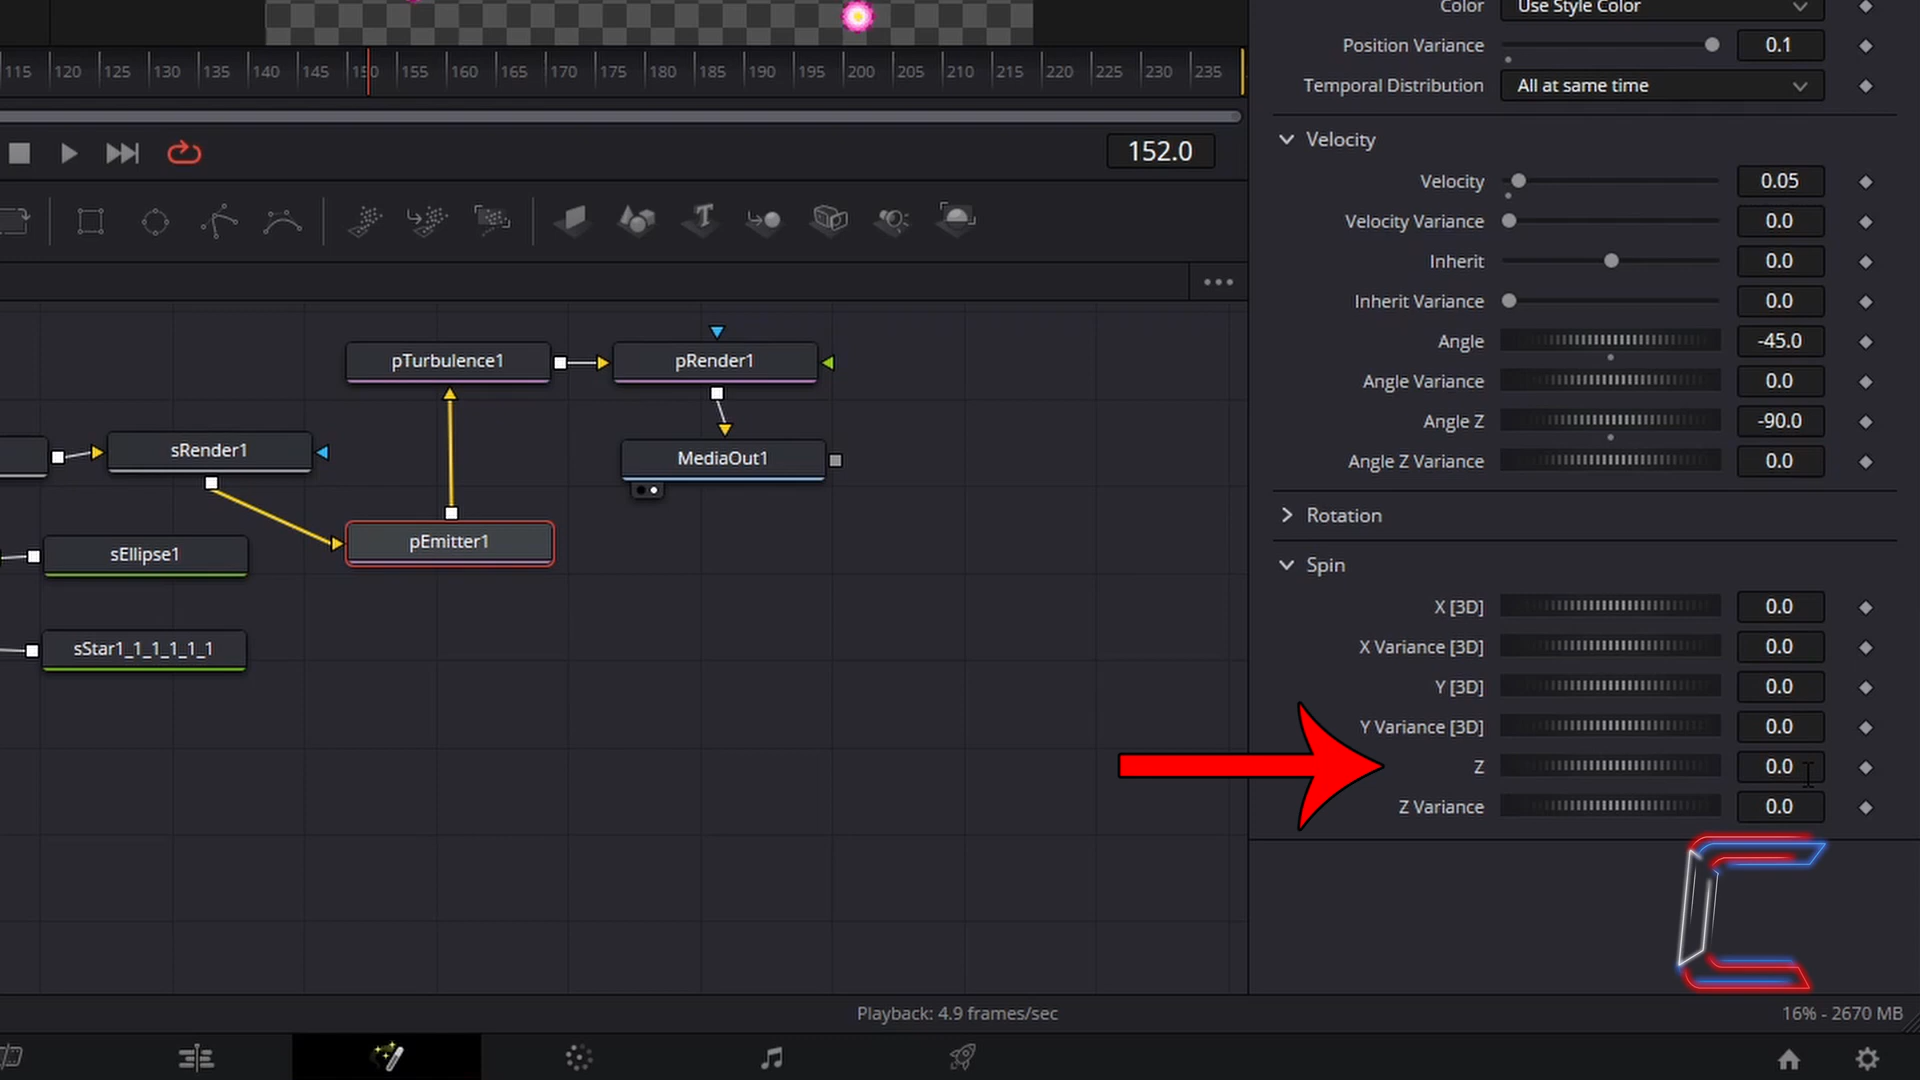 Color Use Style Color
Position Variance 0.1
115 120 125 130 135 140 145 150 155 160 165 170 175 180 185 190 195 200 205 210 215 220 225 230 235
Temporal Distribution All at same time
Velocity
152.0
Velocity 0.05
Velocity Variance 0.0
Inherit 0.0
Inherit Variance 0.0
Angle -45.0
Angle Variance 0.0
Angle Z -90.0
Angle Z Variance 0.0
Rotation
Spin
X [3D] 0.0
X Variance [3D] 0.0
Y [3D] 0.0
Y Variance [3D] 0.0
Z 0.0
Z Variance 0.0
pTurbulence1
pRender1
sRender1
MediaOut1
pEmitter1
sEllipse1
sStar1_1_1_1_1_1
Playback: 4.9 frames/sec
16% - 2670 MB